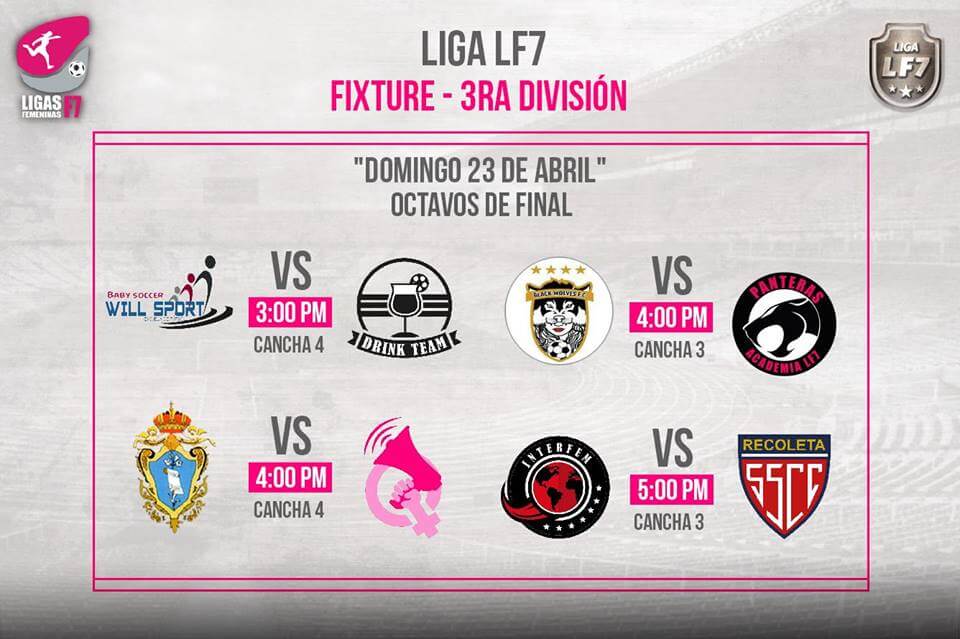 LIGAS
FEMENINAS F7
LIGA LF7
FIXTURE - 3RA DIVISIÓN
LIGA
LF7
"DOMINGO 23 DE ABRIL"
OCTAVOS DE FINAL
BABY SOCCER
WILL SPORT
VS
3:00 PM
CANCHA 4
DRINK TEAM
BLACK WOLVES F.C.
VS
4:00 PM
CANCHA 3
PANTERAS
ACADEMIA LF7
VS
4:00 PM
CANCHA 4
INTERFEM
VS
5:00 PM
CANCHA 3
RECOLETA
SSCC